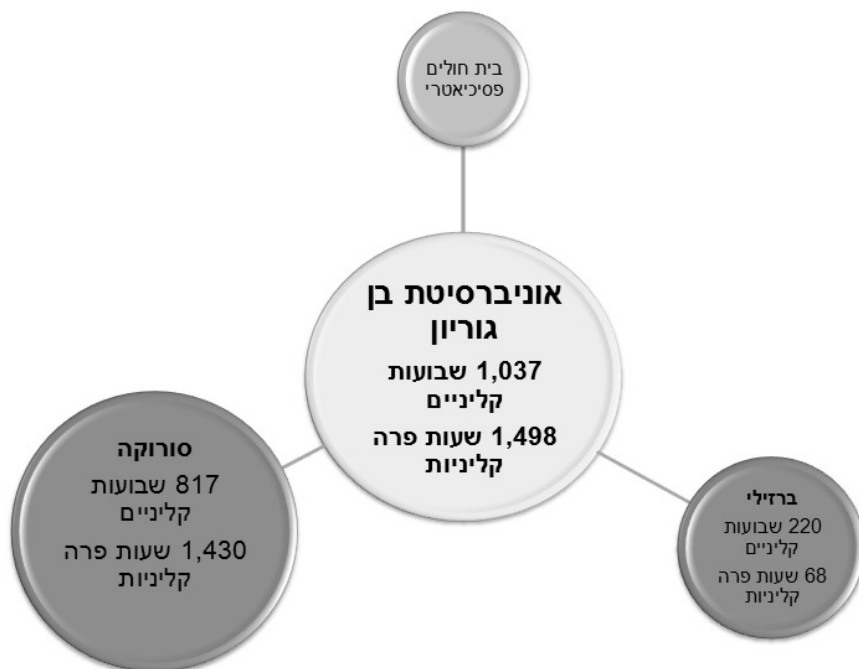 בית חולים
פסיכיאטרי
אוניברסיטת בן
גוריון
1,037 שבועות
קליניים
1,498 שעות פרה
קליניות
סורוקה
817 שבועות
קליניים
1,430 שעות פרה
קליניות
ברזילי
220 שבועות
קליניים
68 שעות פרה
קליניות